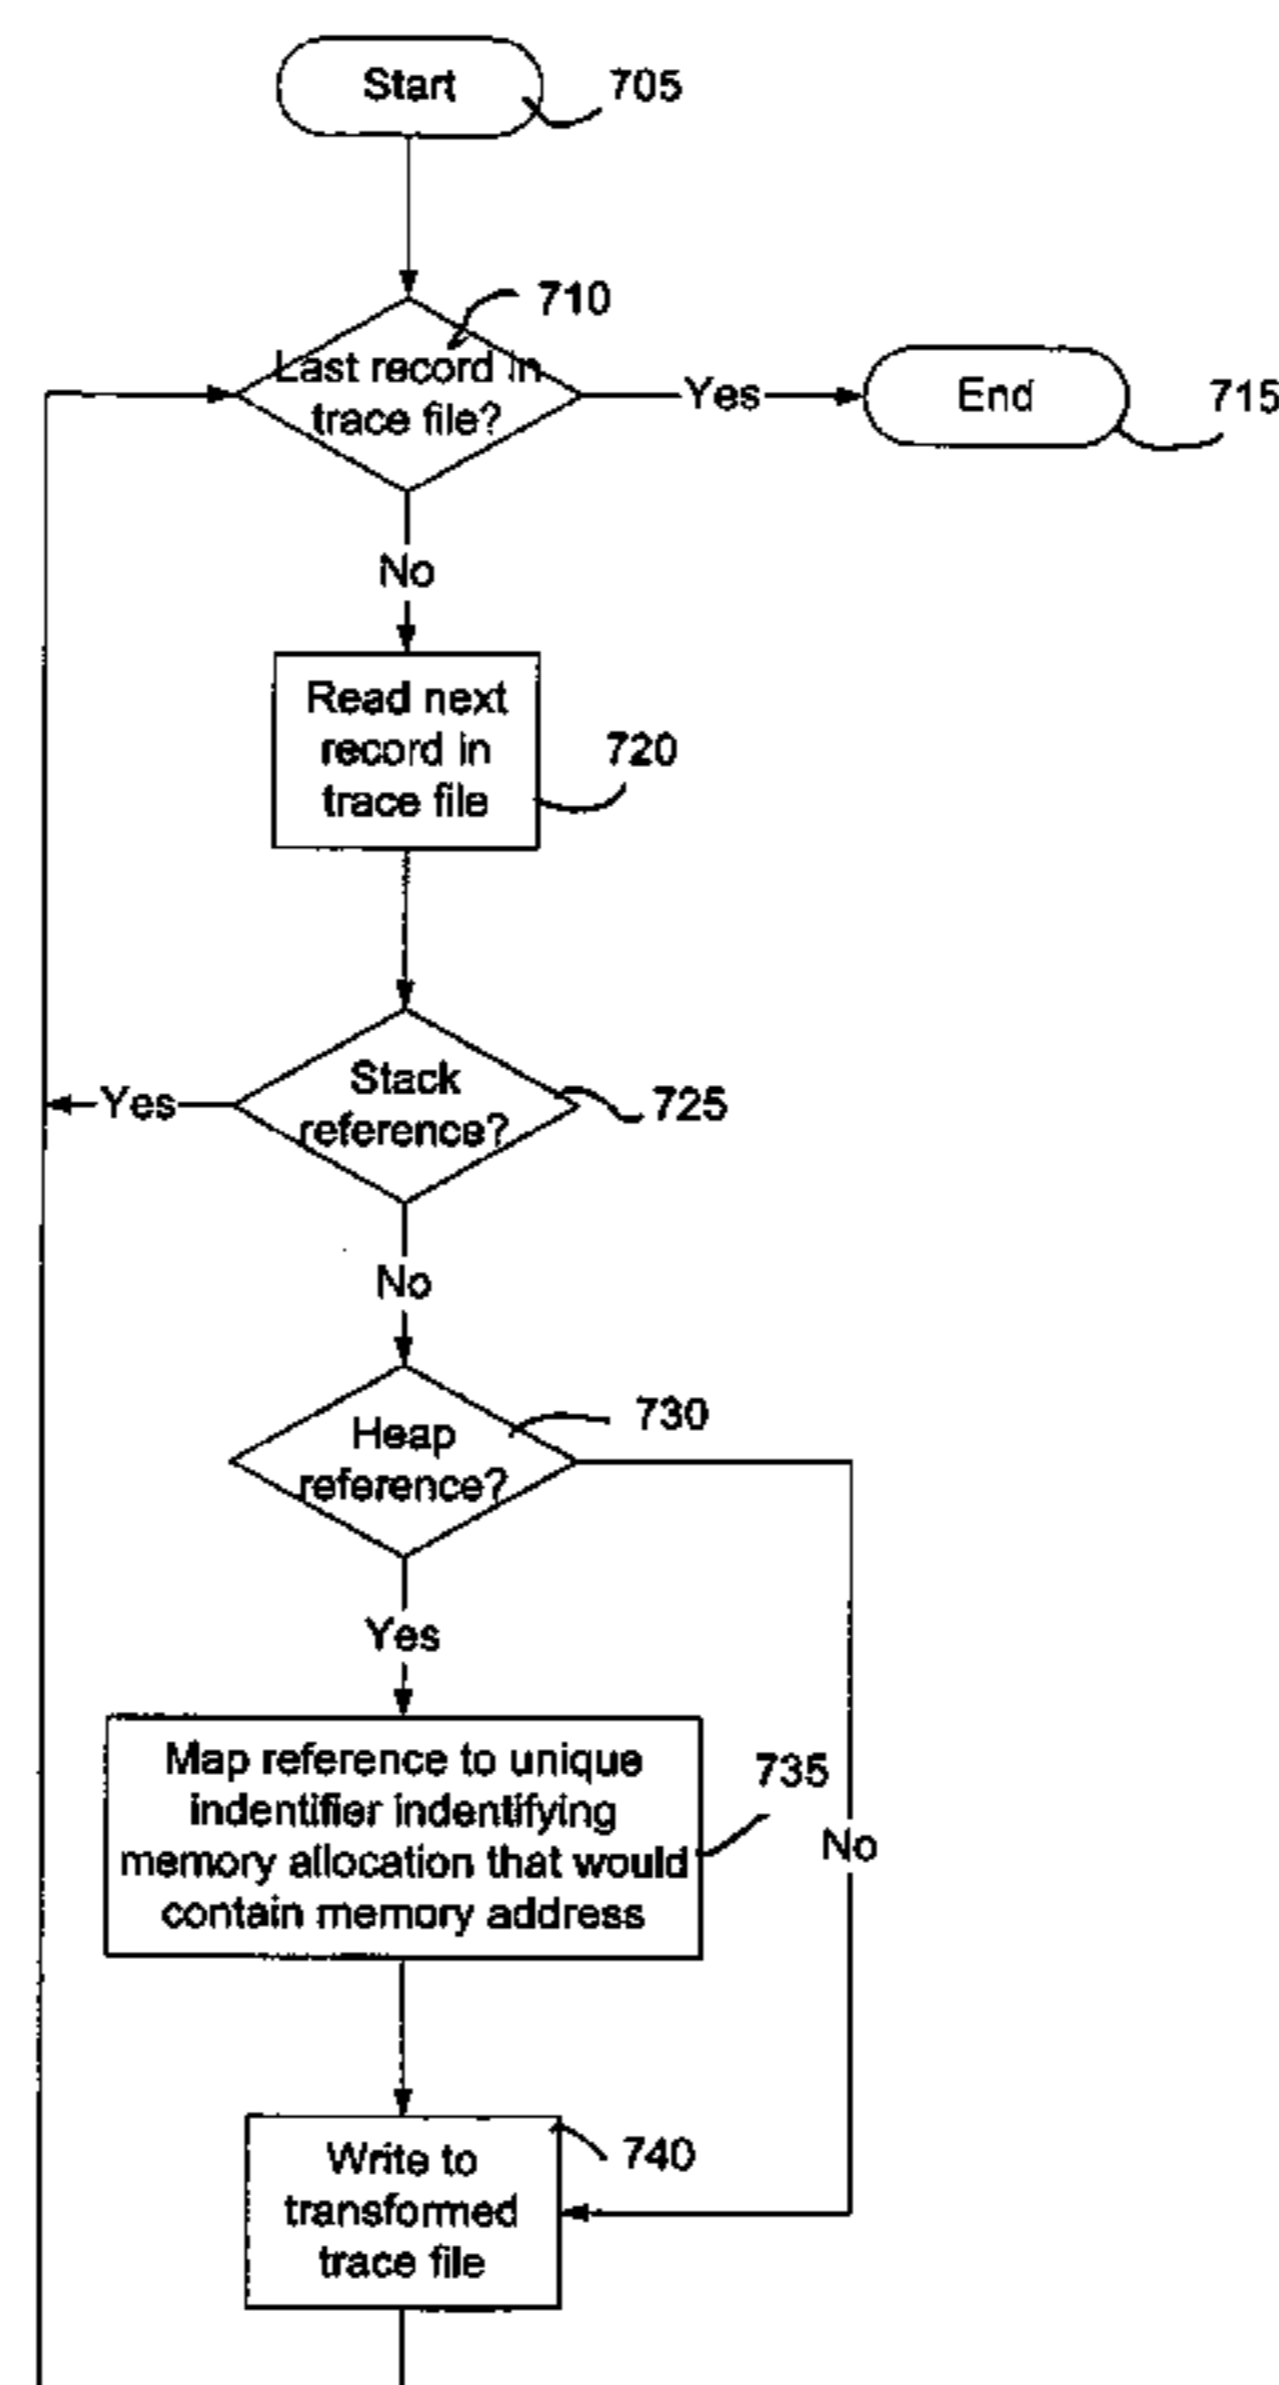 Start
705
710
Last record in
trace file?
Yes
End
715
No
Read next
record in
trace file
720
Stack
reference?
725
Yes
No
Heap
reference?
730
Yes
Map reference to unique
indentifier indentifying
memory allocation that would
contain memory address
735
No
Write to
transformed
trace file
740